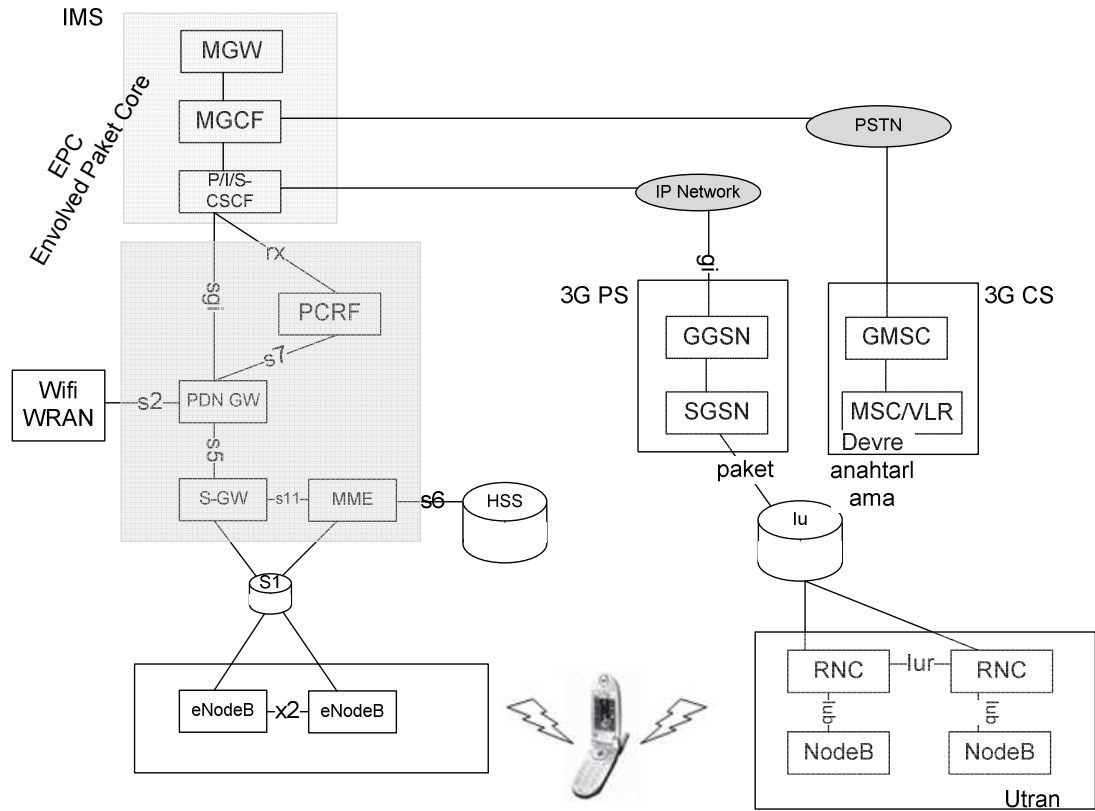 IMS
MGW
MGCF
P/I/S-
CSCF
EPC
Envolved Paket Core
PSTN
IP Network
rx
sgi
gi
PCRF
s7
3G PS
3G CS
GGSN
GMSC
Wifi
WRAN
s2
PDN GW
SGSN
MSC/VLR
Devre
anahtarl
ama
paket
s5
S-GW
s11
MME
s6
HSS
Iu
S1
eNodeB
x2
eNodeB
RNC
Iur
RNC
Iub
Iub
NodeB
NodeB
Utran